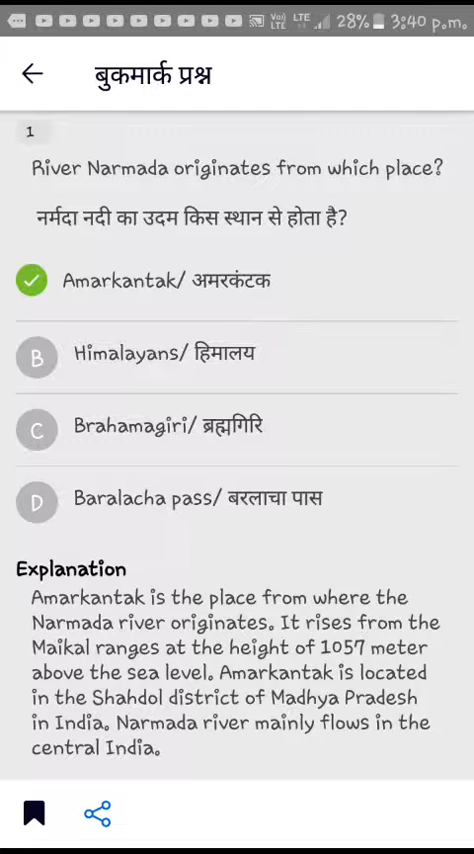 Vo) LTE LTE 28% 3:40 p.m.
बुकमार्क प्रश्न
1
River Narmada originates from which place?
नर्मदा नदी का उदम किस स्थान से होता है?
Amarkantak/ अमरकंटक
B Himalayans/ हिमालय
C Brahamagiri/ ब्रह्मगिरि
D Baralacha pass/ बरलाचा पास
Explanation
Amarkantak is the place from where the
Narmada river originates. It rises from the
Maikal ranges at the height of 1057 meter
above the sea level. Amarkantak is located
in the Shahdol district of Madhya Pradesh
in India. Narmada river mainly flows in the
central India.